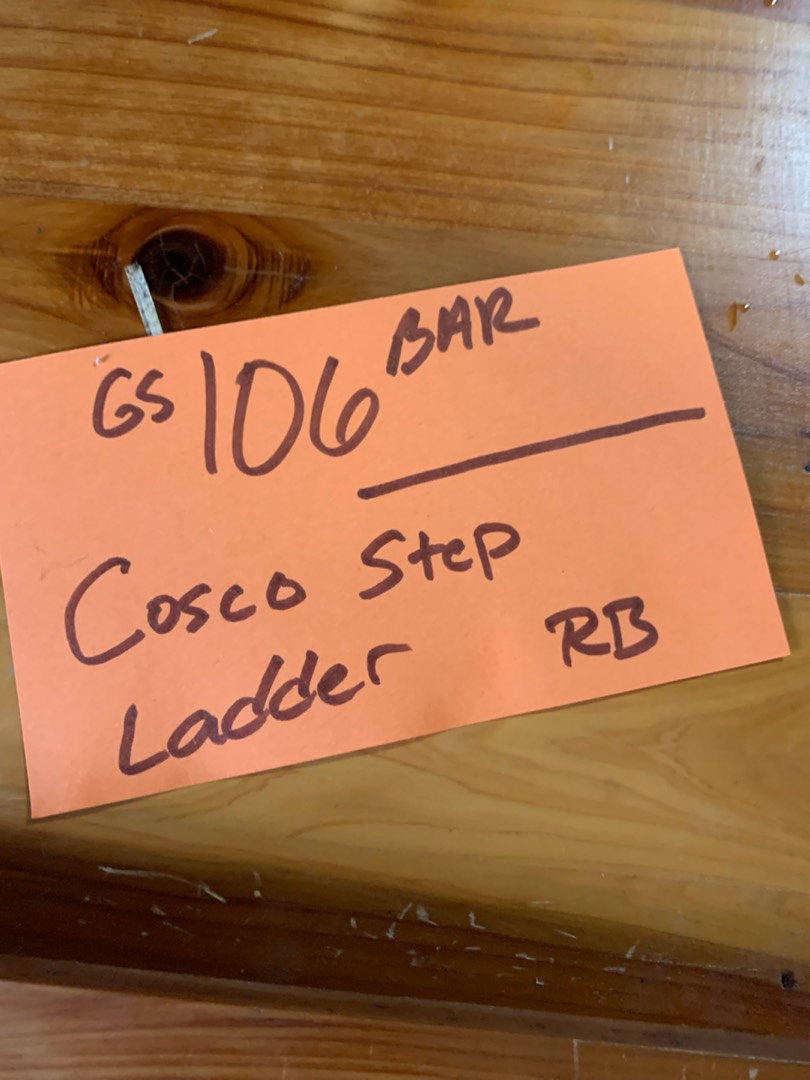 GS 106 BAR
Cosco Step
Ladder RB